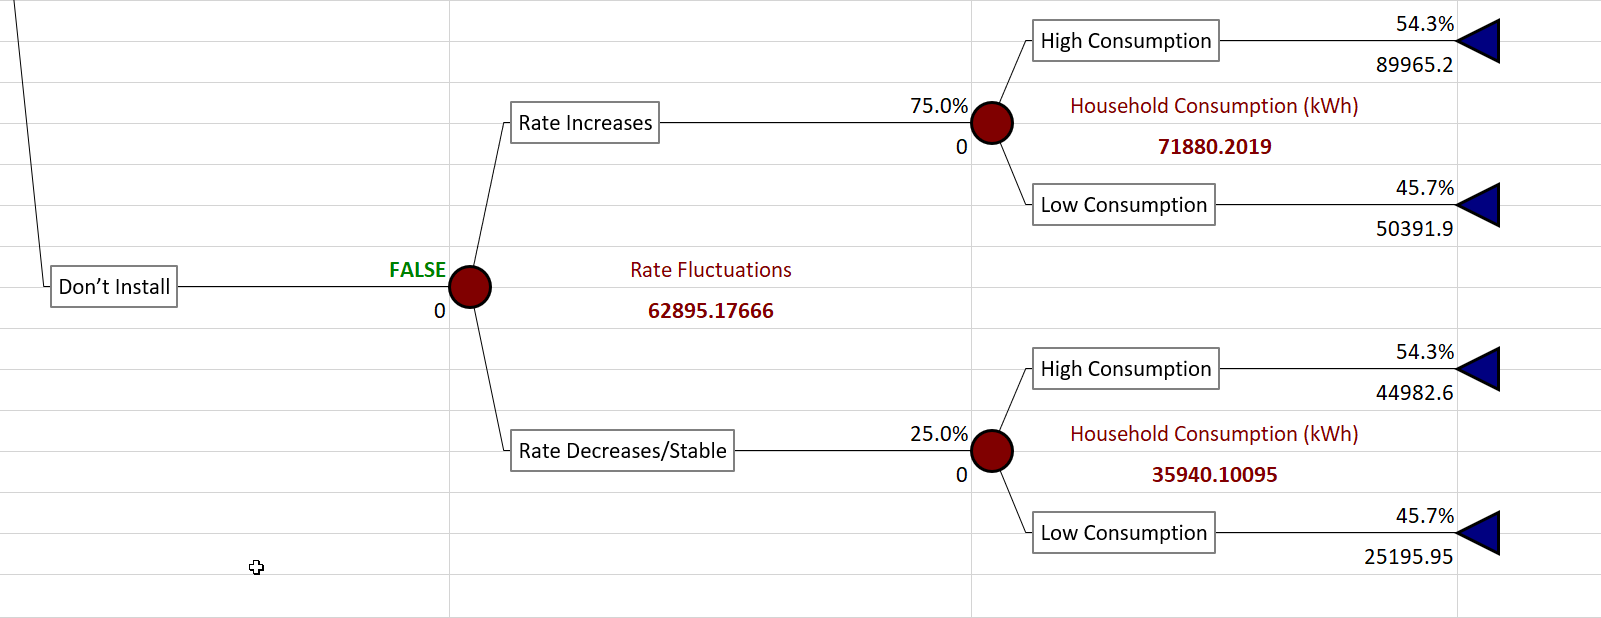 54.3%
High Consumption
89965.2
75.0%
Household Consumption (kWh)
Rate Increases
0
71880.2019
45.7%
Low Consumption
50391.9
FALSE
Rate Fluctuations
Don’t Install
0
62895.17666
54.3%
High Consumption
44982.6
25.0%
Household Consumption (kWh)
Rate Decreases/Stable
0
35940.10095
45.7%
Low Consumption
25195.95